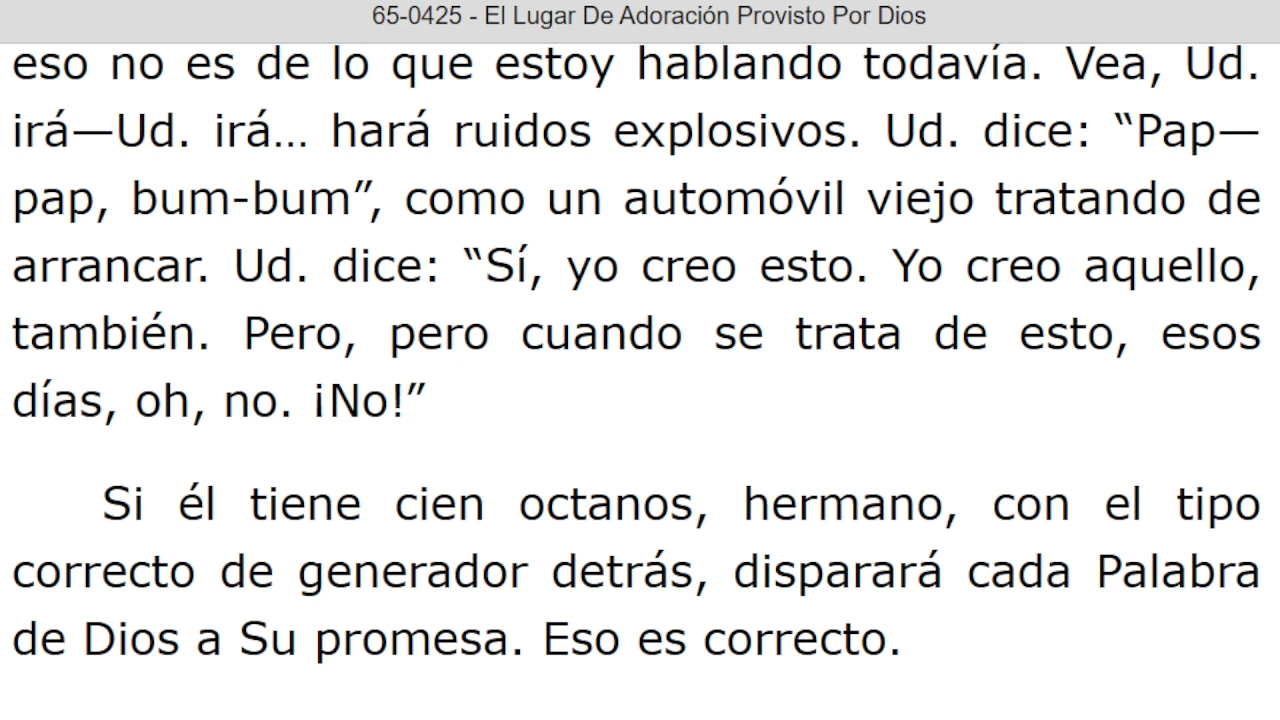 65-0425 - El Lugar De Adoración Provisto Por Dios
eso no es de lo que estoy hablando todavía. Vea, Ud.
irá—Ud. irá... hará ruidos explosivos. Ud. dice: “Pap—
pap, bum-bum”, como un automóvil viejo tratando de
arrancar. Ud. dice: “Sí, yo creo esto. Yo creo aquello,
también. Pero, pero cuando se trata de esto, esos
días, oh, no. ¡No!”
Si él tiene cien octanos, hermano, con el tipo
correcto de generador detrás, disparará cada Palabra
de Dios a Su promesa. Eso es correcto.